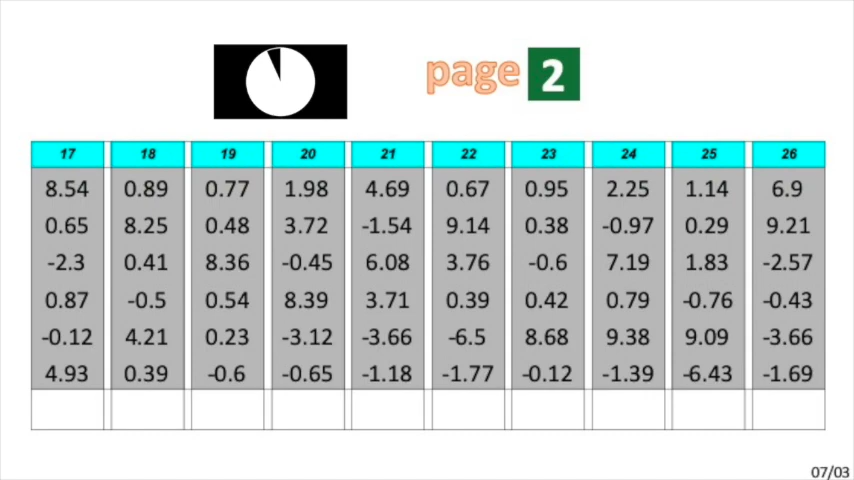 page 2
17 18 19 20 21 22 23 24 25 26
8.54 0.89 0.77 1.98 4.69 0.67 0.95 2.25 1.14 6.9
0.65 8.25 0.48 3.72 -1.54 9.14 0.38 -0.97 0.29 9.21
-2.3 0.41 8.36 -0.45 6.08 3.76 -0.6 7.19 1.83 -2.57
0.87 -0.5 0.54 8.39 3.71 0.39 0.42 0.79 -0.76 -0.43
-0.12 4.21 0.23 -3.12 -3.66 -6.5 8.68 9.38 9.09 -3.66
4.93 0.39 -0.6 -0.65 -1.18 -1.77 -0.12 -1.39 -6.43 -1.69
07/03